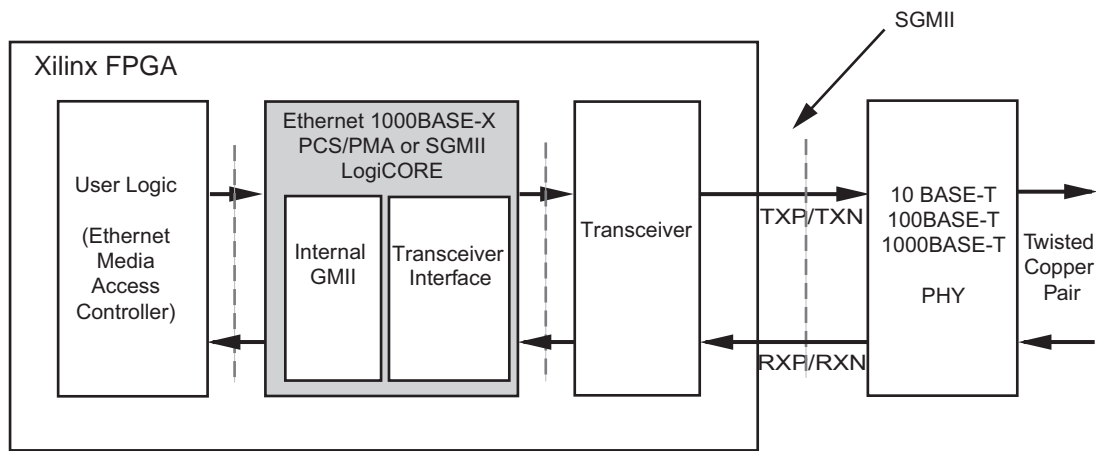 SGMII
Xilinx FPGA
User Logic
(Ethernet
Media
Access
Controller)
Ethernet 1000BASE-X
PCS/PMA or SGMII
LogiCORE
Internal
GMII
Transceiver
Interface
Transceiver
TXP/TXN
RXP/RXN
10 BASE-T
100BASE-T
1000BASE-T
PHY
Twisted
Copper
Pair